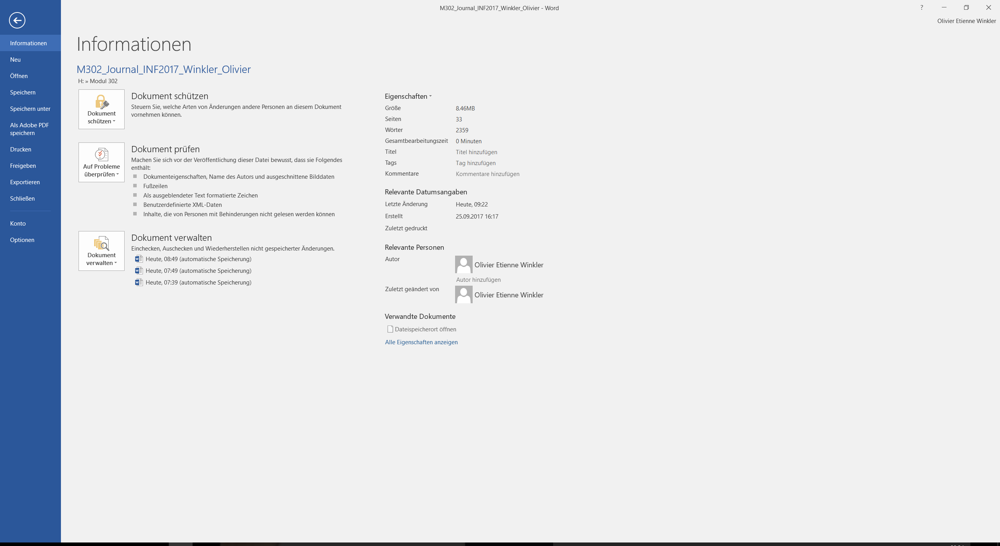 M302_Journal_INF2017_Winkler_Olivier - Word
?
Olivier Etienne Winkler
Informationen
Neu
Öffnen
Speichern
Speichern unter
Als Adobe PDF
speichern
Drucken
Freigeben
Exportieren
Schließen
Konto
Optionen
Informationen
M302_Journal_INF2017_Winkler_Olivier
H: » Modul 302
Dokument
schützen
Dokument schützen
Steuern Sie, welche Arten von Änderungen andere Personen an diesem Dokument
vornehmen können.
Auf Probleme
überprüfen
Dokument prüfen
Machen Sie sich vor der Veröffentlichung dieser Datei bewusst, dass sie Folgendes
enthält:
Dokumenteigenschaften, Name des Autors und ausgeschnittene Bilddaten
Fußzeilen
Als ausgeblendeter Text formatierte Zeichen
Benutzerdefinierte XML-Daten
Inhalte, die von Personen mit Behinderungen nicht gelesen werden können
Dokument
verwalten
Dokument verwalten
Einchecken, Auschecken und Wiederherstellen nicht gespeicherter Änderungen.
Heute, 08:49 (automatische Speicherung)
Heute, 07:49 (automatische Speicherung)
Heute, 07:39 (automatische Speicherung)
Eigenschaften
Größe 8.46MB
Seiten 33
Wörter 2359
Gesamtbearbeitungszeit 0 Minuten
Titel Titel hinzufügen
Tags Tag hinzufügen
Kommentare Kommentare hinzufügen
Relevante Datumsangaben
Letzte Änderung Heute, 09:22
Erstellt 25.09.2017 16:17
Zuletzt gedruckt
Relevante Personen
Autor Olivier Etienne Winkler
Autor hinzufügen
Zuletzt geändert von Olivier Etienne Winkler
Verwandte Dokumente
Dateispeicherort öffnen
Alle Eigenschaften anzeigen